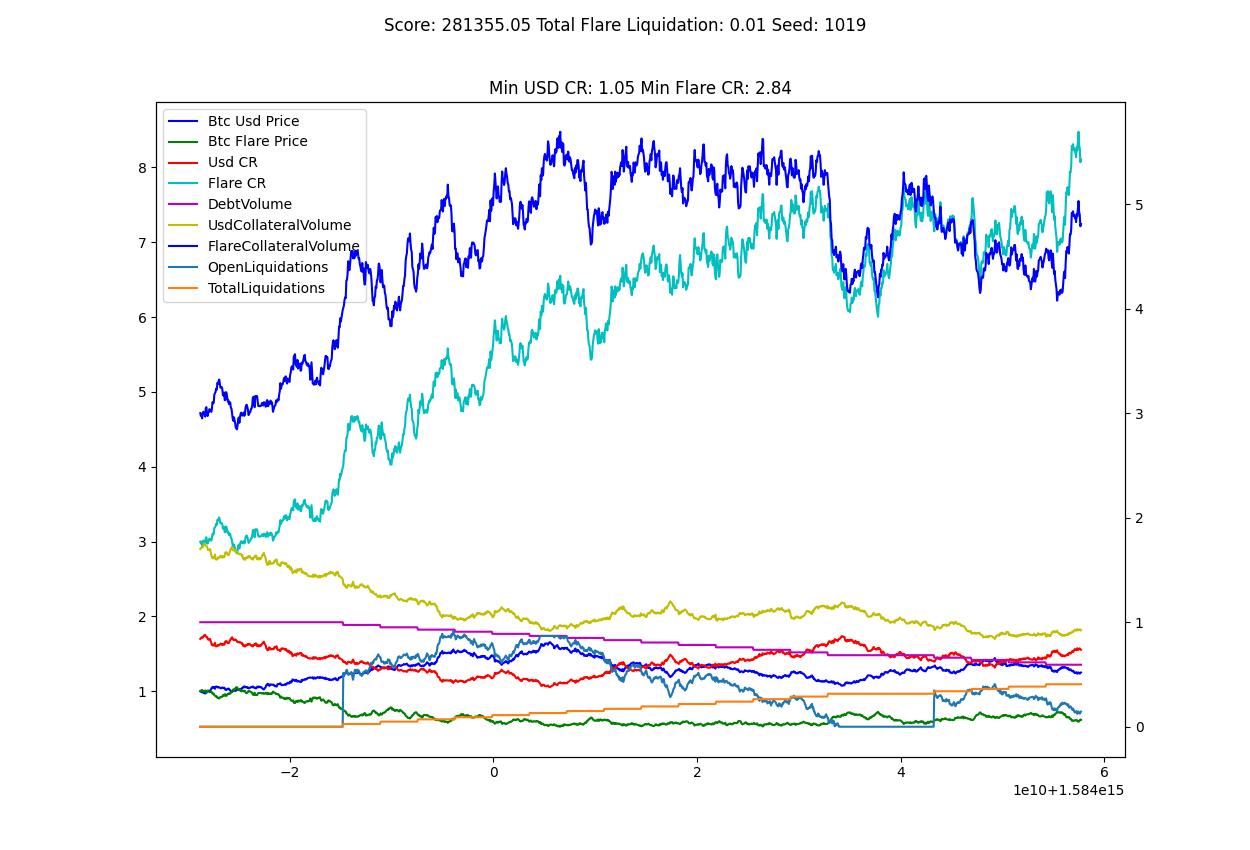 Score: 281355.05 Total Flare Liquidation: 0.01 Seed: 1019
Min USD CR: 1.05 Min Flare CR: 2.84
Btc Usd Price
Btc Flare Price
Usd CR
Flare CR
DebtVolume
UsdCollateralVolume
FlareCollateralVolume
OpenLiquidations
TotalLiquidations
8
7
6
5
4
3
2
1
5
4
3
2
1
0
−2
0
2
4
6
1e10+1.584e15